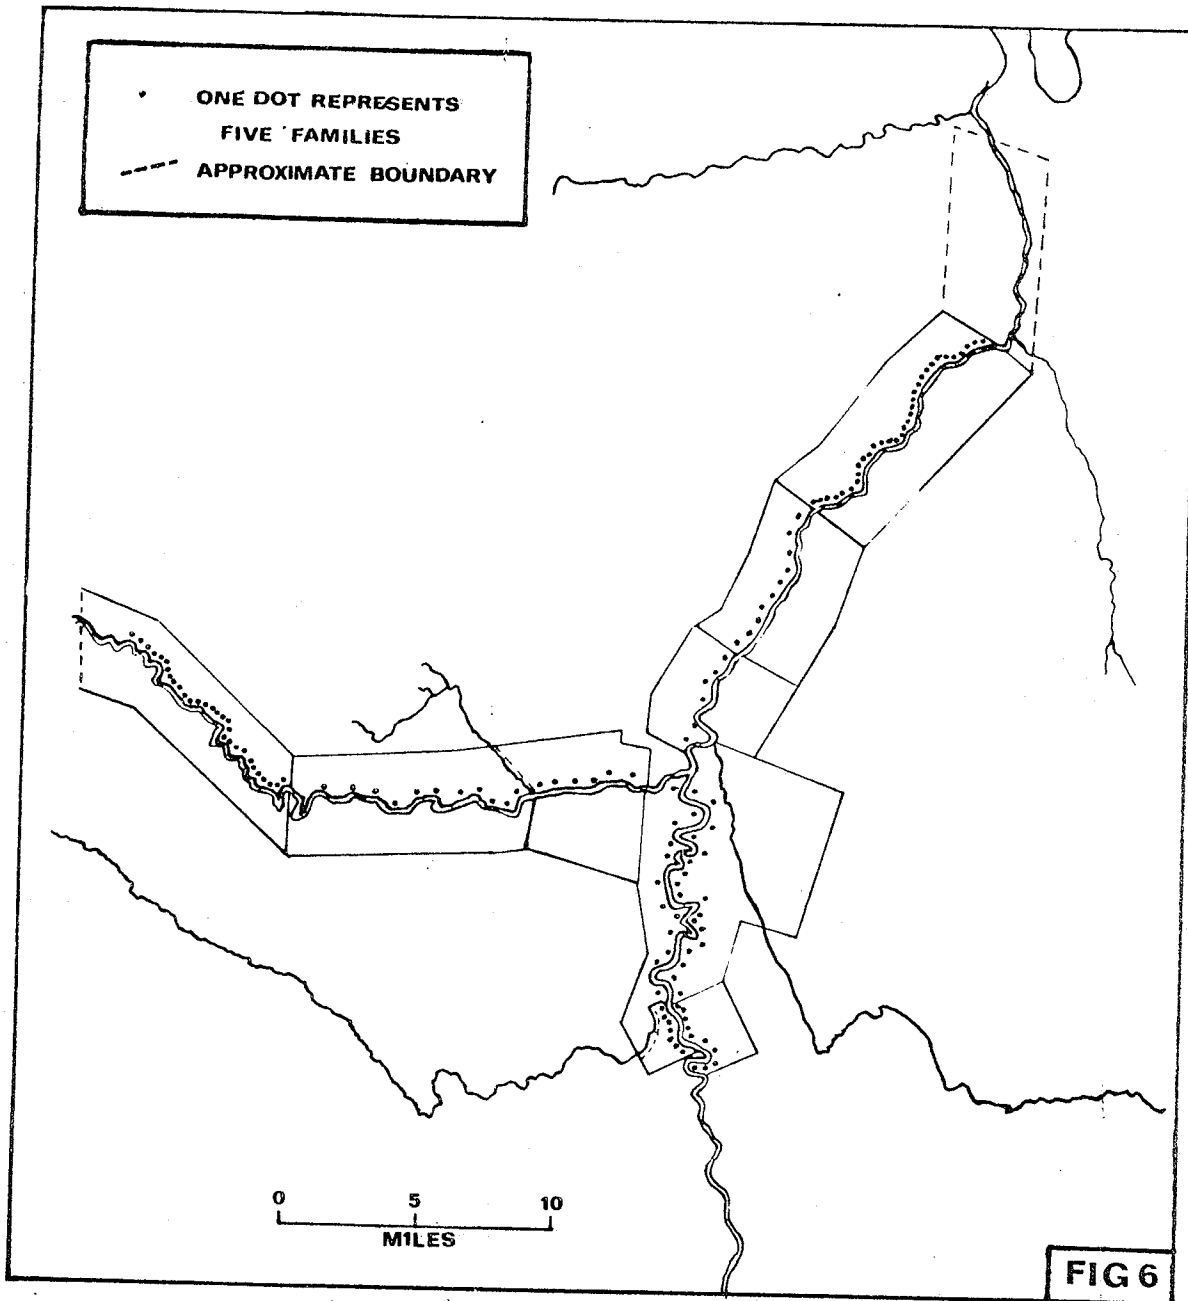 ONE DOT REPRESENTS
FIVE FAMILIES
APPROXIMATE BOUNDARY
0 5 10
MILES
FIG 6